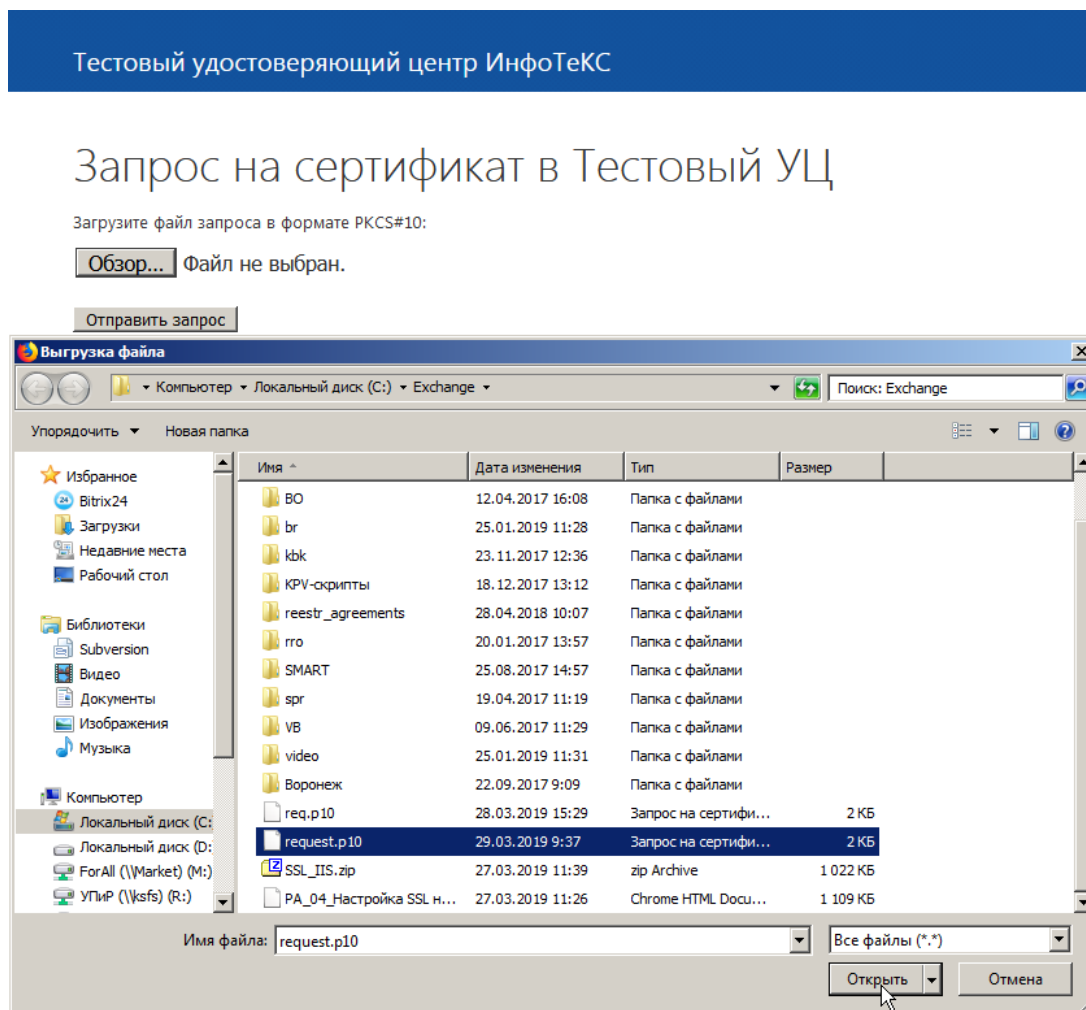 Тестовый удостоверяющий центр ИнфоТеКС
Запрос на сертификат в Тестовый УЦ
Загрузите файл запроса в формате PKCS#10:
Обзор... Файл не выбран.
Отправить запрос
Выгрузка файла
Компьютер Локальный диск (C:) Exchange
Поиск: Exchange
Упорядочить Новая папка
Избранное
Bitrix24
Загрузки
Недавние места
Рабочий стол
Библиотеки
Subversion
Видео
Документы
Изображения
Музыка
Компьютер
Локальный диск (C:
Локальный диск (D:
ForAll (\\Market) (M:)
УПиР (\\ksfs) (R:)
Имя Дата изменения Тип Размер
BO 12.04.2017 16:08 Папка с файлами
br 25.01.2019 11:28 Папка с файлами
kbk 23.11.2017 12:36 Папка с файлами
KPV-скрипты 18.12.2017 13:12 Папка с файлами
reestr_agreements 28.04.2018 10:07 Папка с файлами
rro 20.01.2017 13:57 Папка с файлами
SMART 25.08.2017 14:57 Папка с файлами
spr 19.04.2017 11:19 Папка с файлами
VB 09.06.2017 11:29 Папка с файлами
video 25.01.2019 11:31 Папка с файлами
Воронеж 22.09.2017 9:09 Папка с файлами
req.p10 28.03.2019 15:29 Запрос на сертифи... 2 КБ
request.p10 29.03.2019 9:37 Запрос на сертифи... 2 КБ
SSL_IIS.zip 27.03.2019 11:39 zip Archive 1 022 КБ
PA_04_Настройка SSL н... 27.03.2019 11:26 Chrome HTML Docu... 1 109 КБ
Имя файла: request.p10
Все файлы (*.*)
Открыть Отмена